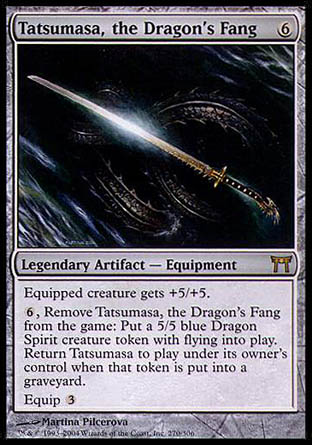 Tatsumasa, the Dragon's Fang 6
Legendary Artifact — Equipment
Equipped creature gets +5/+5.
6, Remove Tatsumasa, the Dragon's Fang
from the game: Put a 5/5 blue Dragon
Spirit creature token with flying into play.
Return Tatsumasa to play under its owner's
control when that token is put into a
graveyard.
Equip 3
Martina Pilcerova
™ & © 1993–2004 Wizards of the Coast, Inc. 270/306